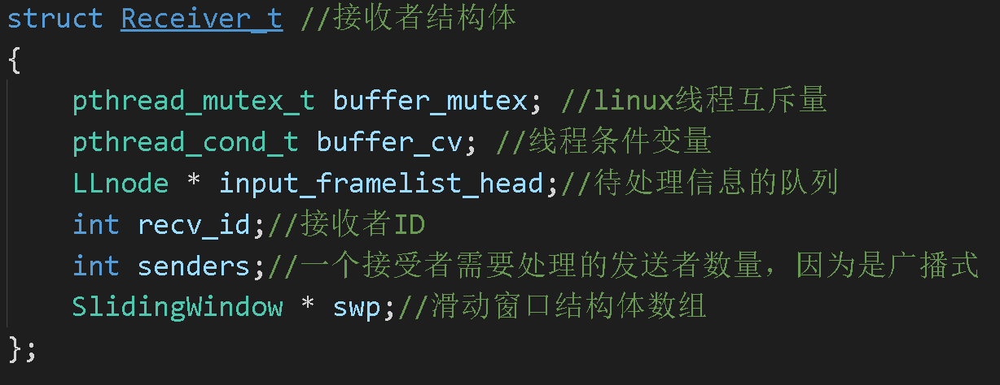 struct Receiver_t //接收者结构体
{
    pthread_mutex_t buffer_mutex; //linux线程互斥量
    pthread_cond_t buffer_cv; //线程条件变量
    LLnode * input_framelist_head;//待处理信息的队列
    int recv_id;//接收者ID
    int senders;//一个接受者需要处理的发送者数量，因为是广播式
    SlidingWindow * swp;//滑动窗口结构体数组
};